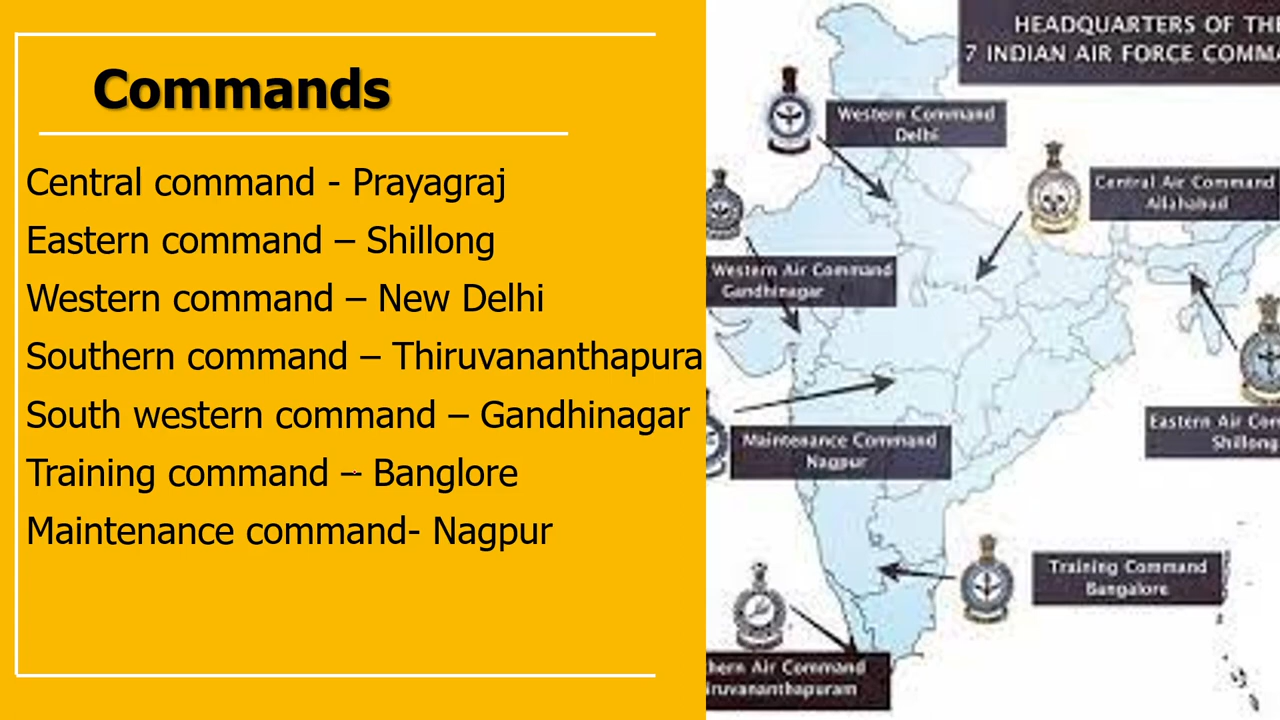 Commands
Central command - Prayagraj
Eastern command – Shillong
Western command – New Delhi
Southern command – Thiruvananthapura
South western command – Gandhinagar
Training command – Banglore
Maintenance command- Nagpur
HEADQUARTERS OF THE
7 INDIAN AIR FORCE COMMA
Western Command
Delhi
Central Air Command
Allahabad
Western Air Command
Gandhinagar
Eastern Air Com
Shillong
Maintenance Command
Nagpur
Training Command
Bangalore
hern Air Command
iruvananthapuram